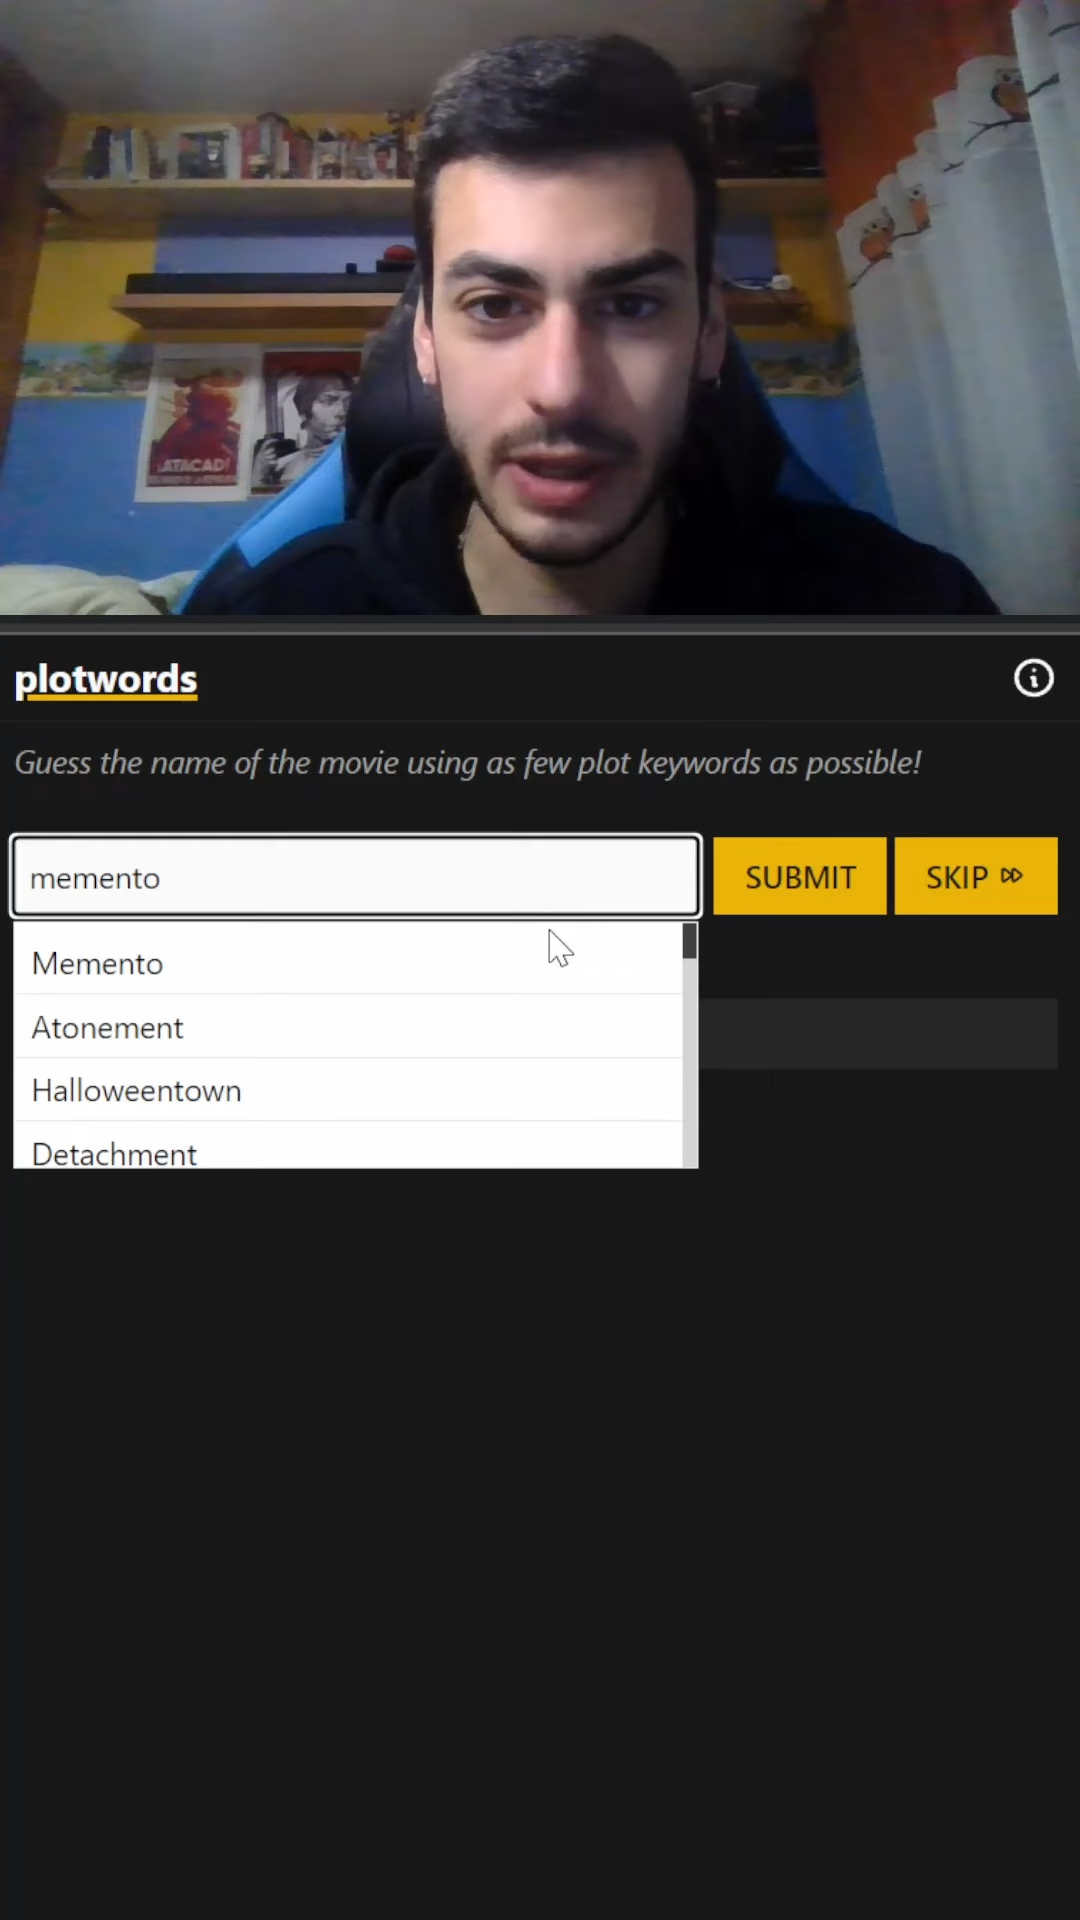 ¡ATACAD!
plotwords
Guess the name of the movie using as few plot keywords as possible!
memento
SUBMIT
SKIP
Memento
Atonement
Halloweentown
Detachment